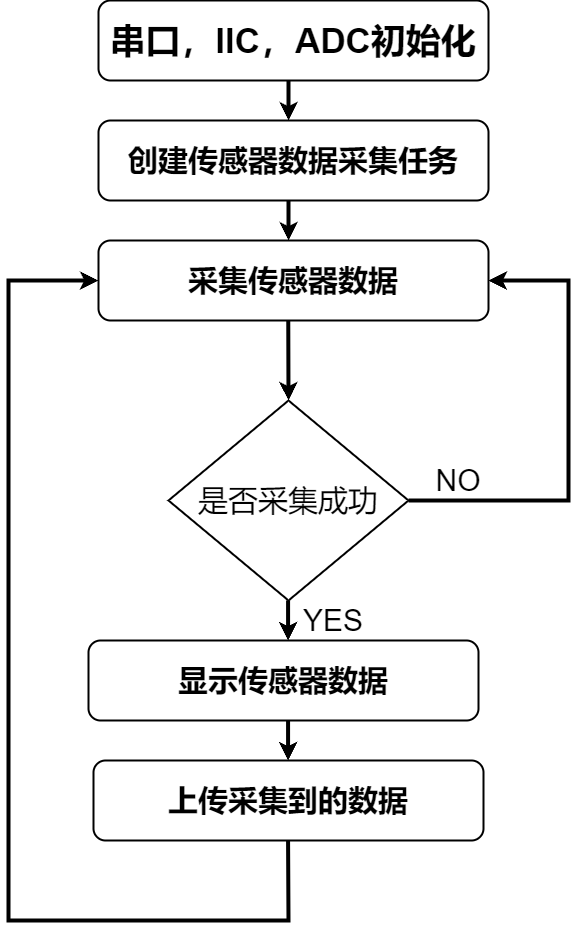 串口，IIC，ADC初始化
创建传感器数据采集任务
采集传感器数据
是否采集成功
NO
YES
显示传感器数据
上传采集到的数据